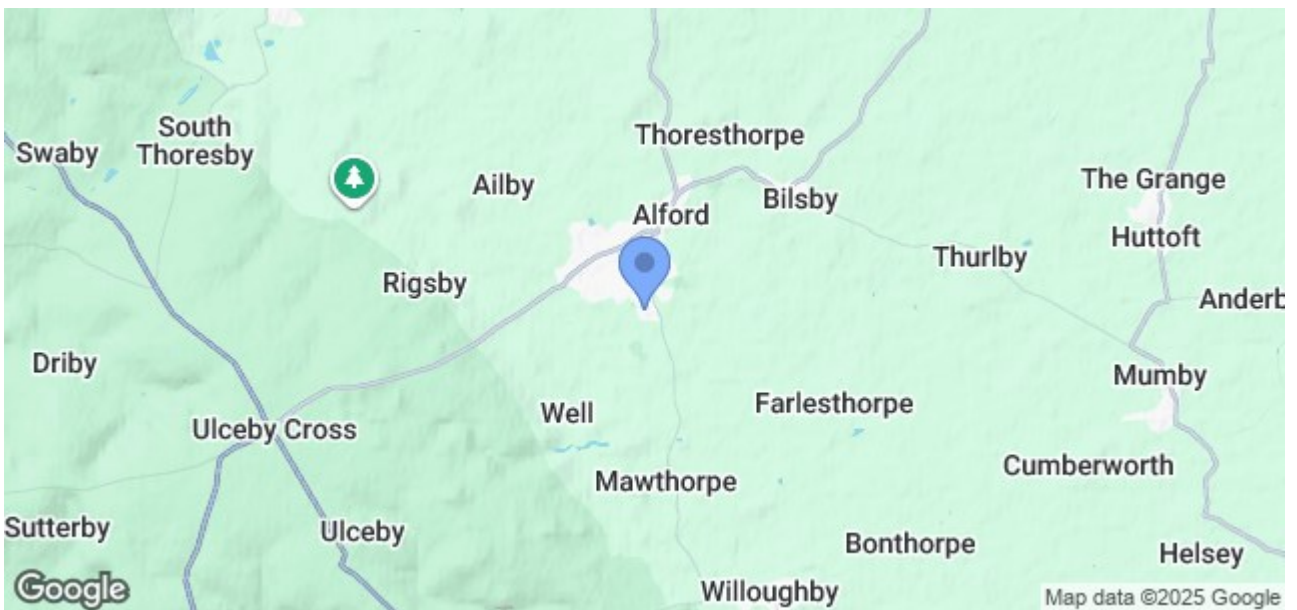 Thoresthorpe
South
Thoresby
Swaby
Ailby
The Grange
Bilsby
Alford
Huttoft
Thurlby
Rigsby
Anderb
Driby
Mumby
Farlesthorpe
Well
Ulceby Cross
Cumberworth
Mawthorpe
Sutterby
Ulceby
Bonthorpe
Helsey
Willoughby
Google
Map data ©2025 Google